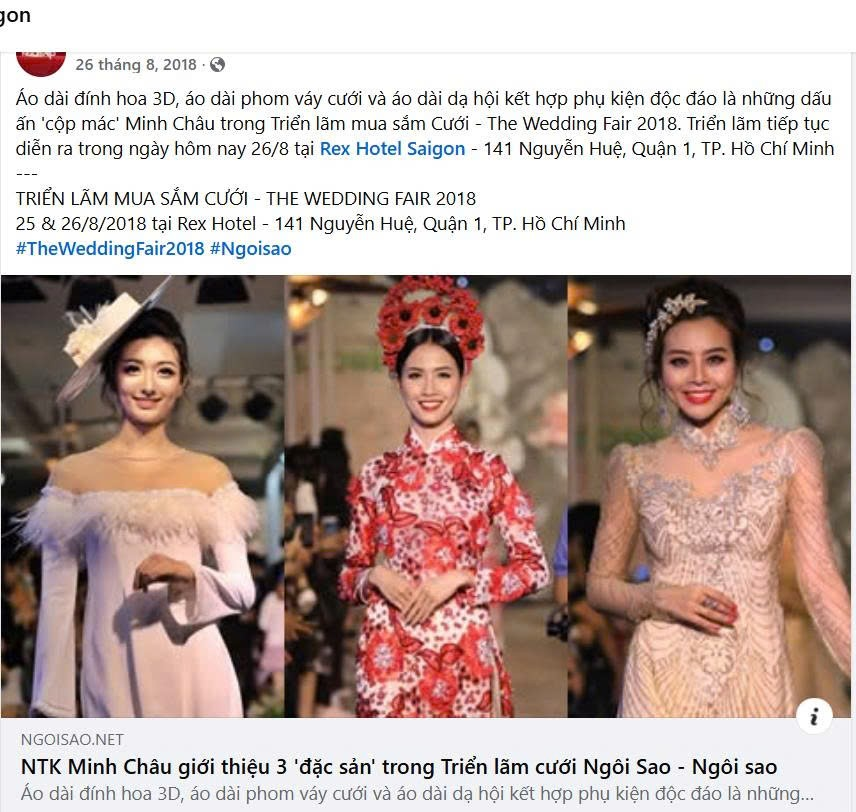 gon
26 tháng 8, 2018 ·
Áo dài đính hoa 3D, áo dài phom váy cưới và áo dài dạ hội kết hợp phụ kiện độc đáo là những dấu
ấn 'cộp mác' Minh Châu trong Triển lãm mua sắm Cưới - The Wedding Fair 2018. Triển lãm tiếp tục
diễn ra trong ngày hôm nay 26/8 tại Rex Hotel Saigon - 141 Nguyễn Huệ, Quận 1, TP. Hồ Chí Minh
---
TRIỂN LÃM MUA SẮM CƯỚI - THE WEDDING FAIR 2018
25 & 26/8/2018 tại Rex Hotel - 141 Nguyễn Huệ, Quận 1, TP. Hồ Chí Minh
#TheWeddingFair2018 #Ngoisao
NGOISAO.NET
NTK Minh Châu giới thiệu 3 'đặc sản' trong Triển lãm cưới Ngôi Sao - Ngôi sao
Áo dài đính hoa 3D, áo dài phom váy cưới và áo dài dạ hội kết hợp phụ kiện độc đáo là những...